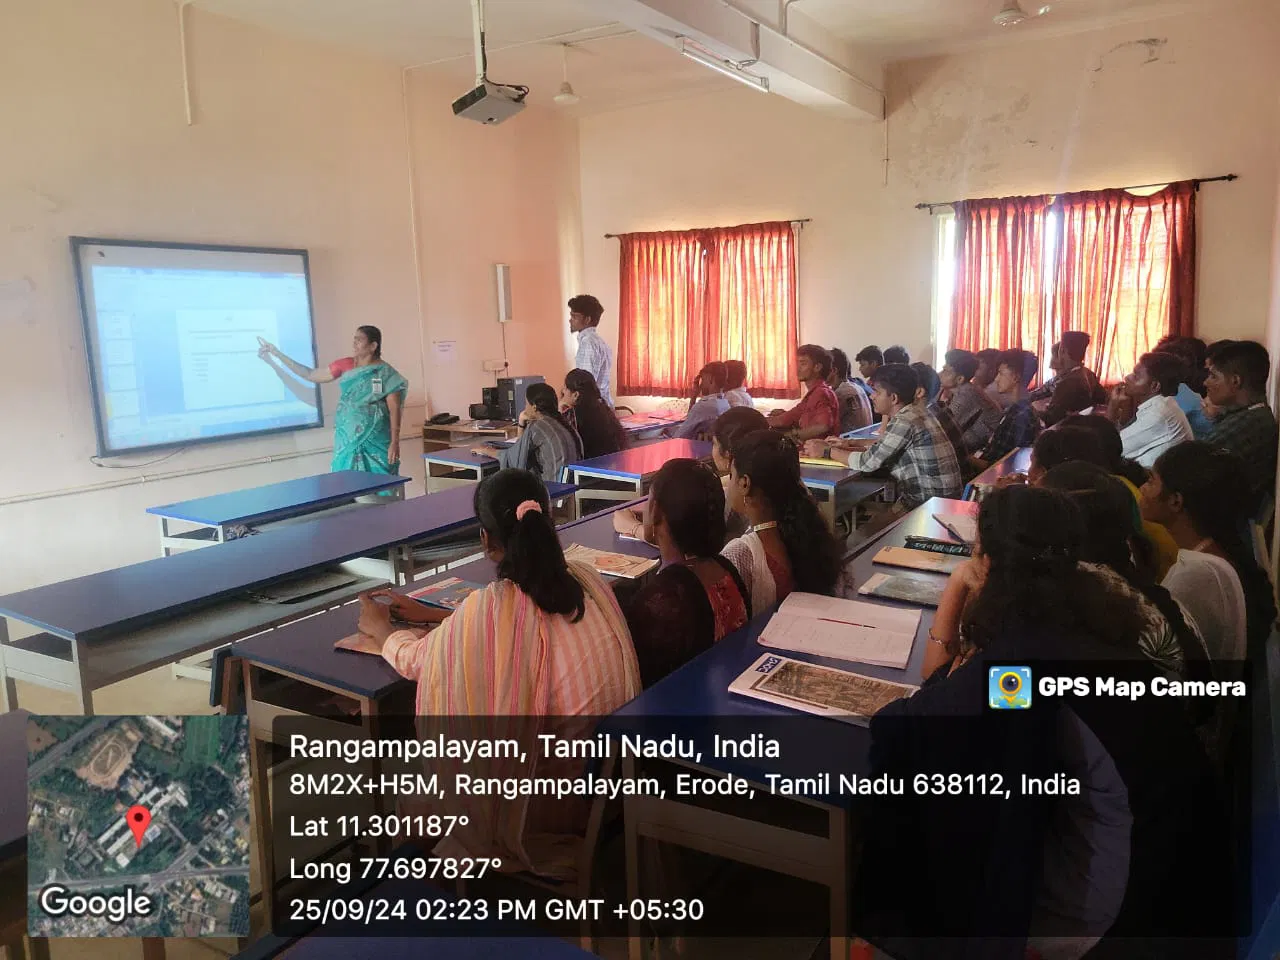 GPS Map Camera
Rangampalayam, Tamil Nadu, India
8M2X+H5M, Rangampalayam, Erode, Tamil Nadu 638112, India
Lat 11.301187°
Long 77.697827°
25/09/24 02:23 PM GMT +05:30
Google